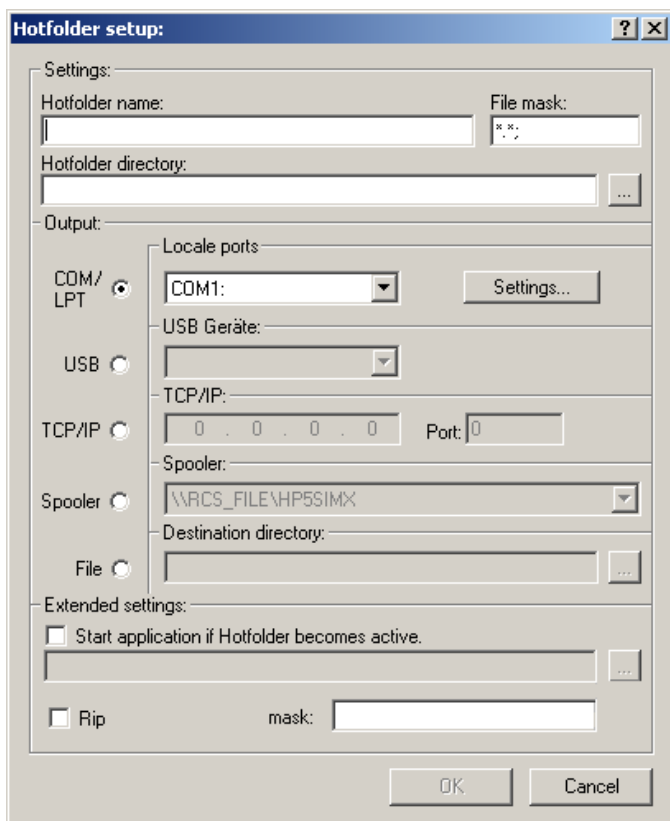 Hotfolder setup:
Settings:
Hotfolder name: File mask:
*.*;
Hotfolder directory:
...
Output:
Locale ports
COM/
LPT
COM1: Settings...
USB Geräte:
USB
TCP/IP:
TCP/IP 0 . 0 . 0 . 0 Port: 0
Spooler:
Spooler \\RCS_FILE\HP5SIMX
Destination directory:
File ...
Extended settings:
Start application if Hotfolder becomes active.
...
Rip mask:
OK Cancel